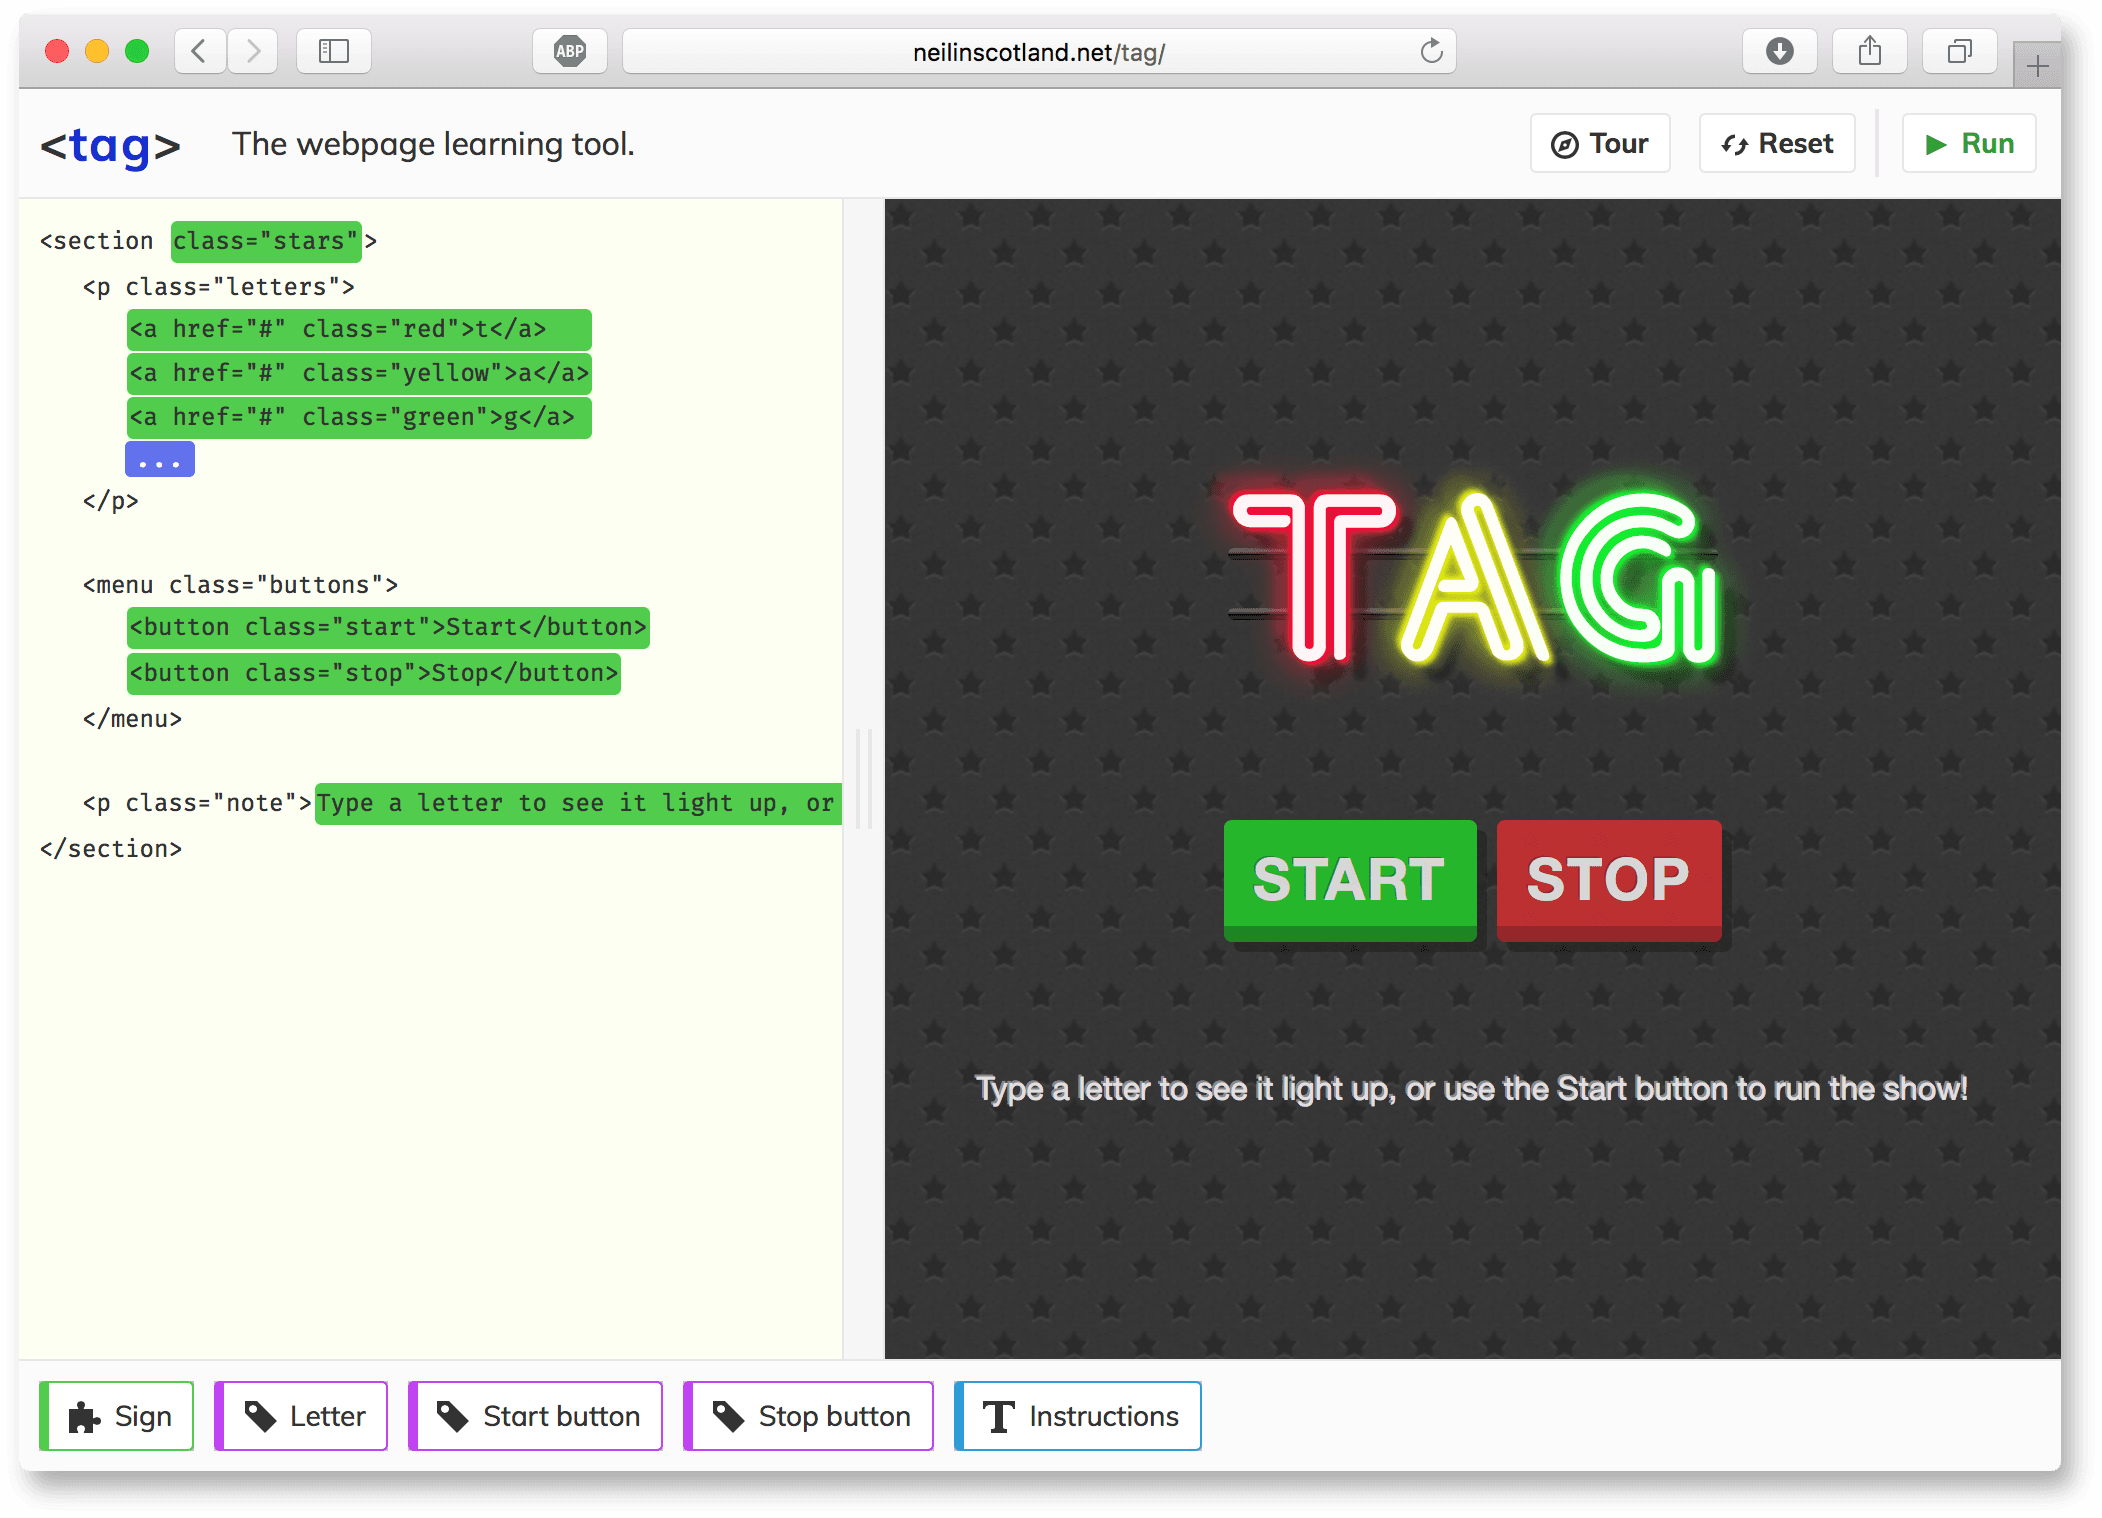 ABP
neilinscotland.net/tag/
<tag>
The webpage learning tool.
Tour
Reset
Run
<section class="stars">
<p class="letters">
<a href="#" class="red">t</a>
<a href="#" class="yellow">a</a>
<a href="#" class="green">g</a>
...
</p>
<menu class="buttons">
<button class="start">Start</button>
<button class="stop">Stop</button>
</menu>
<p class="note">Type a letter to see it light up, or
</section>
TAG
START
STOP
Type a letter to see it light up, or use the Start button to run the show!
Sign
Letter
Start button
Stop button
T Instructions